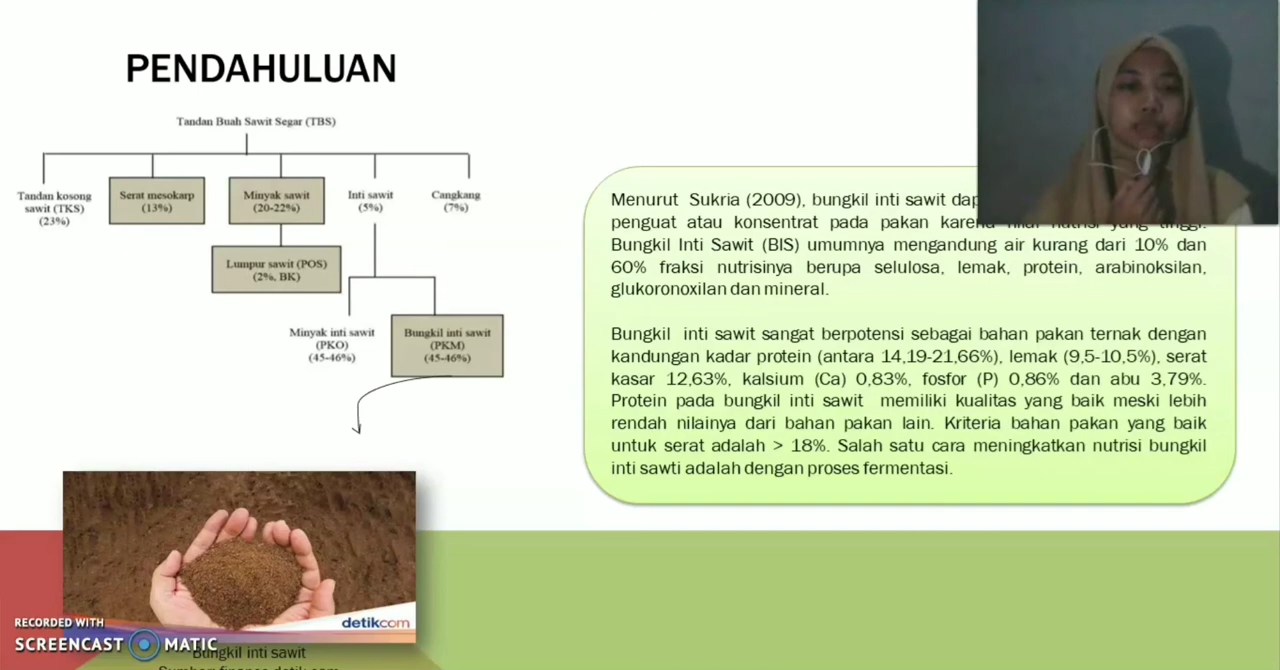 PENDAHULUAN
Tandan Buah Sawit Segar (TBS)
Tandan kosong
sawit (TKS)
(23%)
Serat mesokarp
(13%)
Minyak sawit
(20-22%)
Inti sawit
(5%)
Cangkang
(7%)
Lumpur sawit (POS)
(2%, BK)
Minyak inti sawit
(PKO)
(45-46%)
Bungkil inti sawit
(PKM)
(45-46%)
Menurut Sukria (2009), bungkil inti sawit
penguat atau konsentrat pada pakan karena nilai nutrisi yang tinggi.
Bungkil Inti Sawit (BIS) umumnya mengandung air kurang dari 10% dan
60% fraksi nutrisinya berupa selulosa, lemak, protein, arabinoksilan,
glukoronoxilan dan mineral.
Bungkil inti sawit sangat berpotensi sebagai bahan pakan ternak dengan
kandungan kadar protein (antara 14,19-21,66%), lemak (9,5-10,5%), serat
kasar 12,63%, kalsium (Ca) 0,83%, fosfor (P) 0,86% dan abu 3,79%.
Protein pada bungkil inti sawit memiliki kualitas yang baik meski lebih
rendah nilainya dari bahan pakan lain. Kriteria bahan pakan yang baik
untuk serat adalah > 18%. Salah satu cara meningkatkan nutrisi bungkil
inti sawti adalah dengan proses fermentasi.
detikcom
RECORDED WITH
SCREENCAST MATIC
Bungkil inti sawit
Sumber finance.detik.com